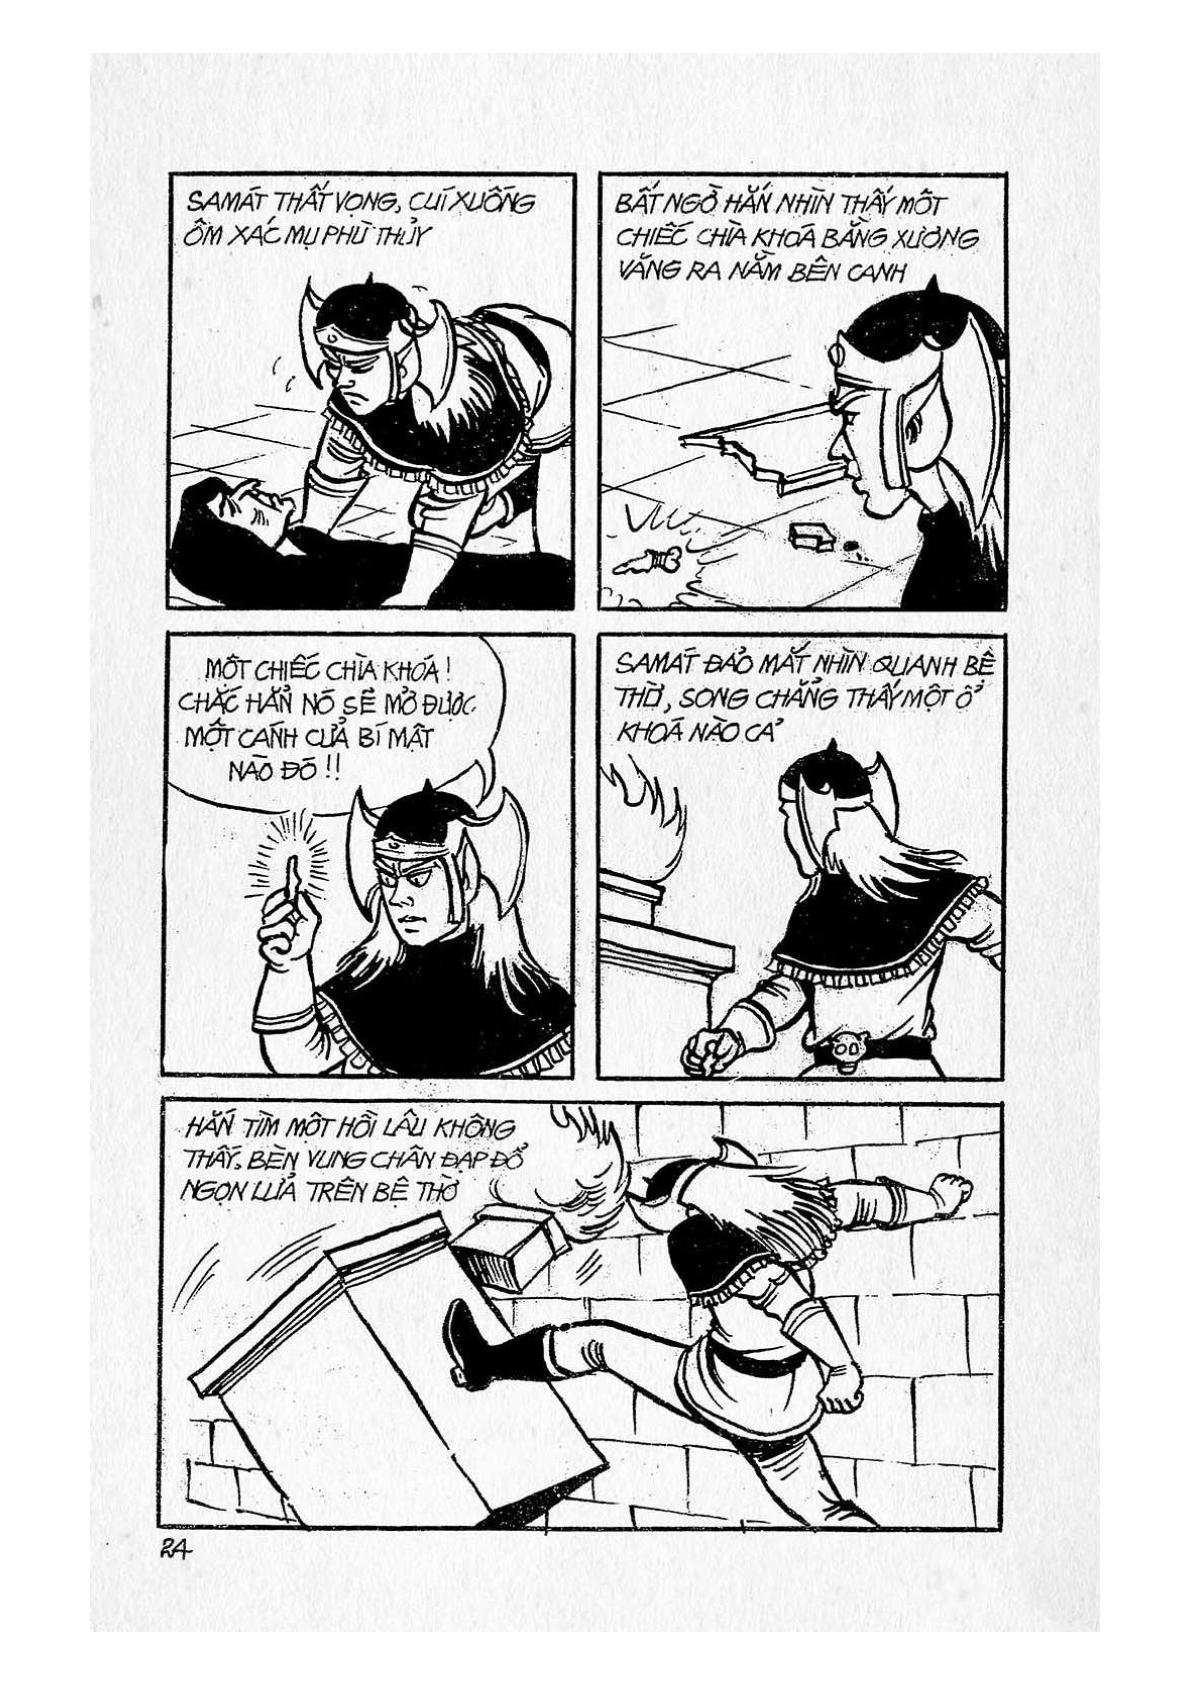 SAMÁT THẤT VỌNG, CÚI XUỐNG
ÔM XÁC MỤ PHÙ THỦY
BẤT NGỜ HẮN NHÌN THẤY MỘT
CHIẾC CHÌA KHOÁ BẰNG XƯƠNG
VĂNG RA NẰM BÊN CẠNH
MỘT CHIẾC CHÌA KHÓA!
CHẮC HẲN NÓ SẼ MỞ ĐƯỢC
MỘT CÁNH CỬA BÍ MẬT
NÀO ĐÓ!!
SAMÁT ĐẢO MẮT NHÌN QUANH BỆ
THỜ, SONG CHẲNG THẤY MỘT Ổ
KHOÁ NÀO CẢ
HẮN TÌM MỘT HỒI LÂU KHÔNG
THẤY. BÈN VUNG CHÂN ĐẠP ĐỔ
NGỌN LỬA TRÊN BỆ THỜ
24